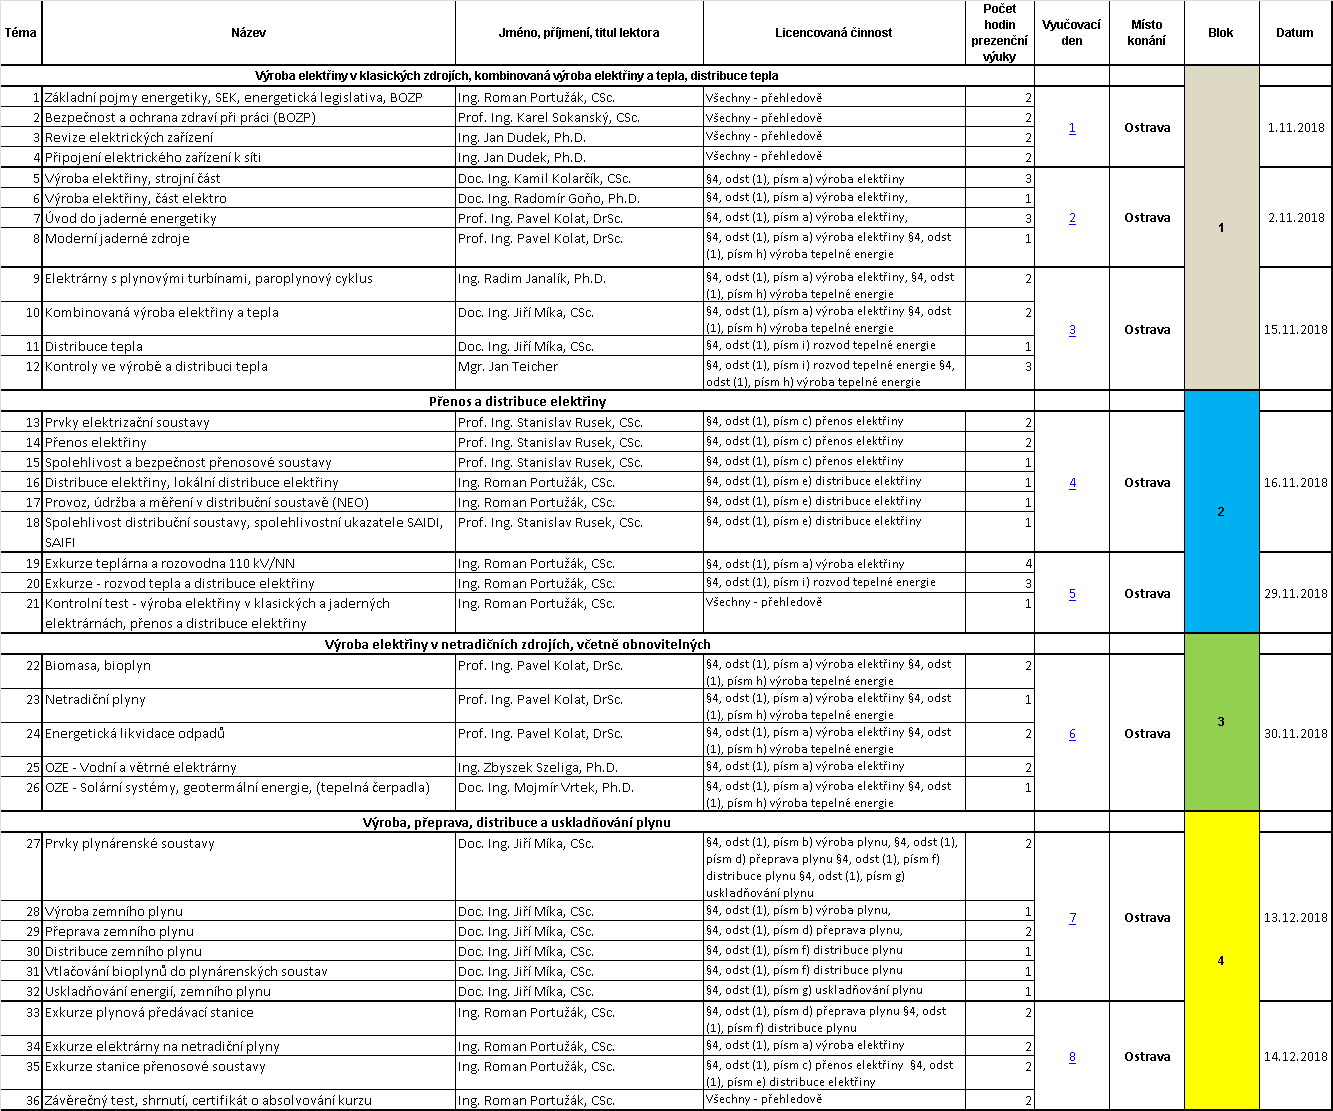 Téma Název Jméno, příjmení, titul lektora Licencovaná činnost Počet hodin prezenční výuky Vyučovací den Místo konání Blok Datum
Výroba elektřiny v klasických zdrojích, kombinovaná výroba elektřiny a tepla, distribuce tepla
1 Základní pojmy energetiky, SEK, energetická legislativa, BOZP Ing. Roman Portužák, CSc. Všechny - přehledově 2
2 Bezpečnost a ochrana zdraví při práci (BOZP) Prof. Ing. Karel Sokanský, CSc. Všechny - přehledově 2
1 Ostrava 1.11.2018
3 Revize elektrických zařízení Ing. Jan Dudek, Ph.D. Všechny - přehledově 2
4 Připojení elektrického zařízení k síti Ing. Jan Dudek, Ph.D. Všechny - přehledově 2
5 Výroba elektřiny, strojní část Doc. Ing. Kamil Kolarčík, CSc. §4, odst (1), písm a) výroba elektřiny 3
6 Výroba elektřiny, část elektro Doc. Ing. Radomír Goňo, Ph.D. §4, odst (1), písm a) výroba elektřiny, 1
7 Úvod do jaderné energetiky Prof. Ing. Pavel Kolat, DrSc. §4, odst (1), písm a) výroba elektřiny, 3 2 Ostrava 2.11.2018
1
8 Moderní jaderné zdroje Prof. Ing. Pavel Kolat, DrSc. §4, odst (1), písm a) výroba elektřiny §4, odst 1
(1), písm h) výroba tepelné energie
9 Elektrárny s plynovými turbínami, paroplynový cyklus Ing. Radim Janalík, Ph.D. §4, odst (1), písm a) výroba elektřiny, §4, odst 2
(1), písm h) výroba tepelné energie
10 Kombinovaná výroba elektřiny a tepla Doc. Ing. Jiří Míka, CSc. §4, odst (1), písm a) výroba elektřiny §4, odst 2
(1), písm h) výroba tepelné energie 3 Ostrava 15.11.2018
11 Distribuce tepla Doc. Ing. Jiří Míka, CSc. §4, odst (1), písm i) rozvod tepelné energie 1
12 Kontroly ve výrobě a distribuci tepla Mgr. Jan Teicher §4, odst (1), písm i) rozvod tepelné energie §4, 3
odst (1), písm h) výroba tepelné energie
Přenos a distribuce elektřiny
13 Prvky elektrizační soustavy Prof. Ing. Stanislav Rusek, CSc. §4, odst (1), písm c) přenos elektřiny 2
14 Přenos elektřiny Prof. Ing. Stanislav Rusek, CSc. §4, odst (1), písm c) přenos elektřiny 2
15 Spolehlivost a bezpečnost přenosové soustavy Prof. Ing. Stanislav Rusek, CSc. §4, odst (1), písm c) přenos elektřiny 1
16 Distribuce elektřiny, lokální distribuce elektřiny Ing. Roman Portužák, CSc. §4, odst (1), písm e) distribuce elektřiny 1 4 Ostrava 16.11.2018
17 Provoz, údržba a měření v distribuční soustavě (NEO) Ing. Roman Portužák, CSc. §4, odst (1), písm e) distribuce elektřiny 1
2
18 Spolehlivost distribuční soustavy, spolehlivostní ukazatele SAIDI, Prof. Ing. Stanislav Rusek, CSc. §4, odst (1), písm e) distribuce elektřiny 1
SAIFI
19 Exkurze teplárna a rozovodna 110 kV/NN Ing. Roman Portužák, CSc. §4, odst (1), písm a) výroba elektřiny 4
20 Exkurze - rozvod tepla a distribuce elektřiny Ing. Roman Portužák, CSc. §4, odst (1), písm i) rozvod tepelné energie 3
5 Ostrava 29.11.2018
21 Kontrolní test - výroba elektřiny v klasických a jaderných Ing. Roman Portužák, CSc. Všechny - přehledově 1
elektrárnách, přenos a distribuce elektřiny
Výroba elektřiny v netradičních zdrojích, včetně obnovitelných
22 Biomasa, bioplyn Prof. Ing. Pavel Kolat, DrSc. §4, odst (1), písm a) výroba elektřiny §4, odst 2
(1), písm h) výroba tepelné energie
23 Netradiční plyny Prof. Ing. Pavel Kolat, DrSc. §4, odst (1), písm a) výroba elektřiny §4, odst 1
(1), písm h) výroba tepelné energie
3
24 Energetická likvidace odpadů Prof. Ing. Pavel Kolat, DrSc. §4, odst (1), písm a) výroba elektřiny §4, odst 2 6 Ostrava 30.11.2018
(1), písm h) výroba tepelné energie
25 OZE - Vodní a větrné elektrárny Ing. Zbyszek Szeliga, Ph.D. §4, odst (1), písm a) výroba elektřiny 2
26 OZE - Solární systémy, geotermální energie, (tepelná čerpadla) Doc. Ing. Mojmír Vrtek, Ph.D. §4, odst (1), písm a) výroba elektřiny §4, odst 1
(1), písm h) výroba tepelné energie
Výroba, přeprava, distribuce a uskladňování plynu
27 Prvky plynárenské soustavy Doc. Ing. Jiří Míka, CSc. §4, odst (1), písm b) výroba plynu, §4, odst (1), 2
písm d) přeprava plynu §4, odst (1), písm f)
distribuce plynu §4, odst (1), písm g)
uskladňování plynu
28 Výroba zemního plynu Doc. Ing. Jiří Míka, CSc. §4, odst (1), písm b) výroba plynu, 1
7 Ostrava 13.12.2018
29 Přeprava zemního plynu Doc. Ing. Jiří Míka, CSc. §4, odst (1), písm d) přeprava plynu, 2
30 Distribuce zemního plynu Doc. Ing. Jiří Míka, CSc. §4, odst (1), písm f) distribuce plynu 1
4
31 Vtlačování bioplynů do plynárenských soustav Doc. Ing. Jiří Míka, CSc. §4, odst (1), písm f) distribuce plynu 1
32 Uskladňování energií, zemního plynu Doc. Ing. Jiří Míka, CSc. §4, odst (1), písm g) uskladňování plynu 1
33 Exkurze plynová předávací stanice Ing. Roman Portužák, CSc. §4, odst (1), písm d) přeprava plynu §4, odst 2
(1), písm f) distribuce plynu
34 Exkurze elektrárny na netradiční plyny Ing. Roman Portužák, CSc. §4, odst (1), písm a) výroba elektřiny 2
8 Ostrava 14.12.2018
35 Exkurze stanice přenosové soustavy Ing. Roman Portužák, CSc. §4, odst (1), písm c) přenos elektřiny §4, odst 2
(1), písm e) distribuce elektřiny
36 Závěrečný test, shrnutí, certifikát o absolvování kurzu Ing. Roman Portužák, CSc. Všechny - přehledově 2